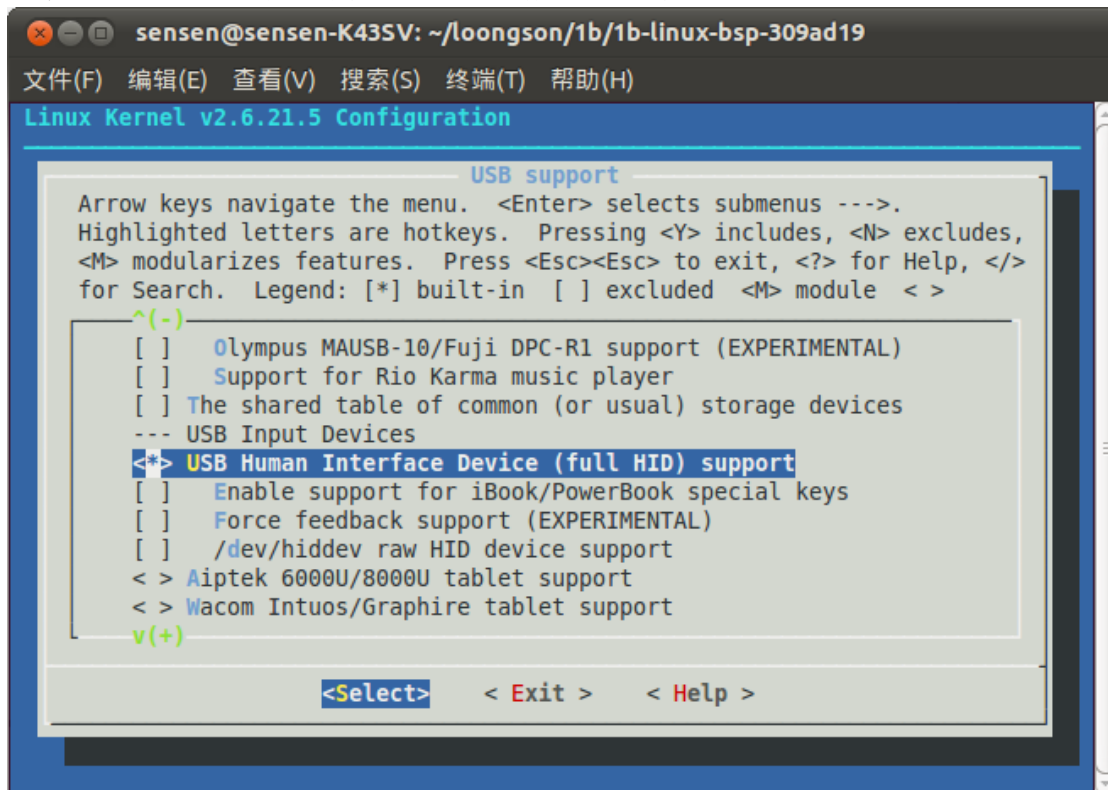 sensen@sensen-K43SV: ~/loongson/1b/1b-linux-bsp-309ad19
文件(F) 编辑(E) 查看(V) 搜索(S) 终端(T) 帮助(H)
Linux Kernel v2.6.21.5 Configuration
USB support
Arrow keys navigate the menu. <Enter> selects submenus --->.
Highlighted letters are hotkeys. Pressing <Y> includes, <N> excludes,
<M> modularizes features. Press <Esc><Esc> to exit, <?> for Help, </>
for Search. Legend: [*] built-in [ ] excluded <M> module < >
^(-)
[ ] Olympus MAUSB-10/Fuji DPC-R1 support (EXPERIMENTAL)
[ ] Support for Rio Karma music player
[ ] The shared table of common (or usual) storage devices
--- USB Input Devices
<*> USB Human Interface Device (full HID) support
[ ] Enable support for iBook/PowerBook special keys
[ ] Force feedback support (EXPERIMENTAL)
[ ] /dev/hiddev raw HID device support
< > Aiptek 6000U/8000U tablet support
< > Wacom Intuos/Graphire tablet support
v(+)
<Select> < Exit > < Help >